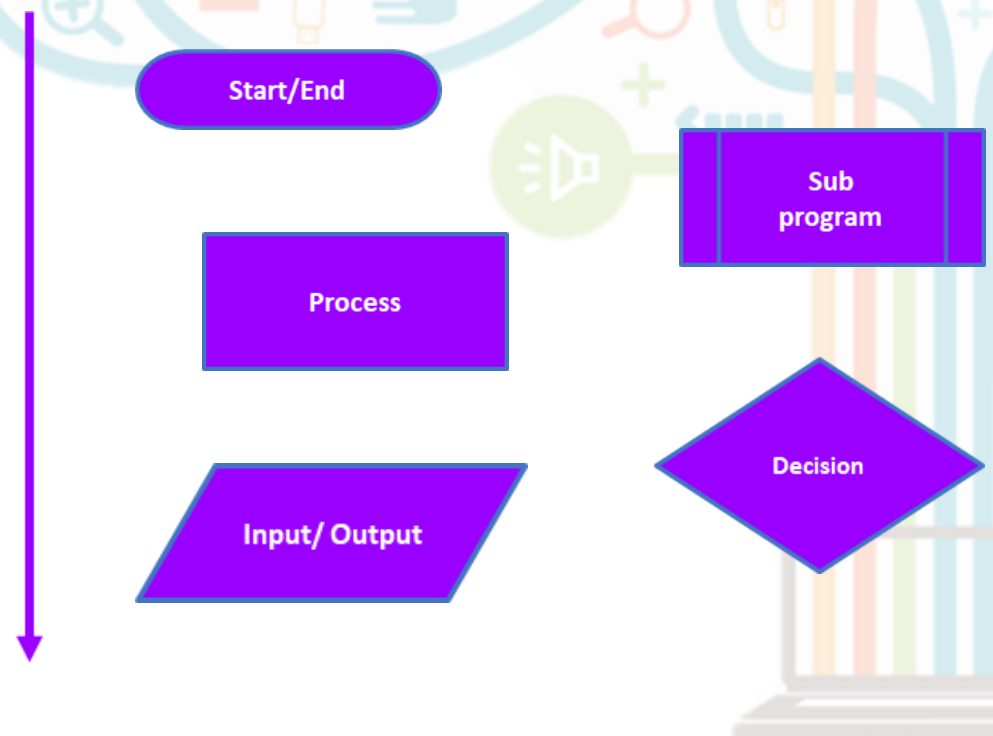 Start/End
Sub
program
Process
Decision
Input/ Output